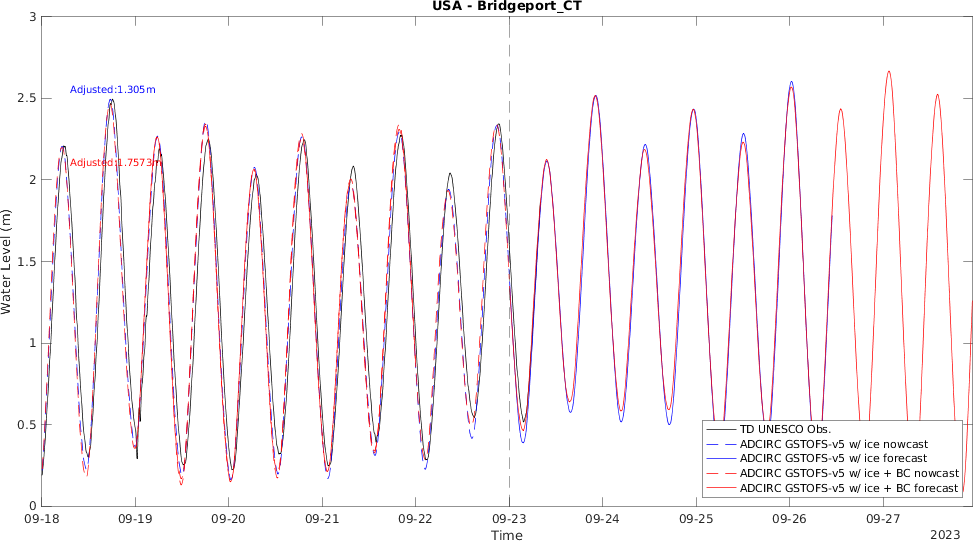 USA - Bridgeport_CT
3
2.5
2
1.5
1
0.5
0
Water Level (m)
Adjusted:1.305m
Adjusted:1.7573m
TD UNESCO Obs.
ADCIRC GSTOFS-v5 w/ ice nowcast
ADCIRC GSTOFS-v5 w/ ice forecast
ADCIRC GSTOFS-v5 w/ ice + BC nowcast
ADCIRC GSTOFS-v5 w/ ice + BC forecast
09-18 09-19 09-20 09-21 09-22 09-23 09-24 09-25 09-26 09-27
Time
2023